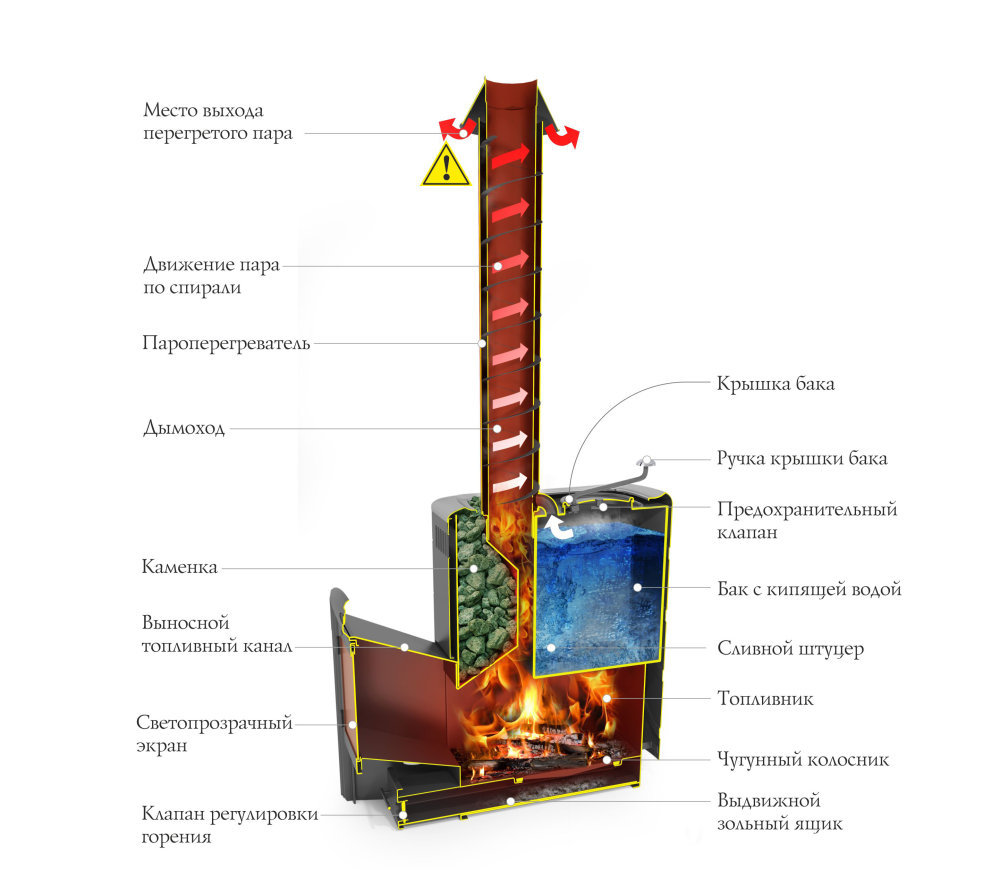 Место выхода
перегретого пара
!
Движение пара
по спирали
Пароперегреватель
Дымоход
Каменка
Выносной
топливный канал
Светопрозрачный
экран
Клапан регулировки
горения
Крышка бака
Ручка крышки бака
Предохранительный
клапан
Бак с кипящей водой
Сливной штуцер
Топливник
Чугунный колосник
Выдвижной
зольный ящик